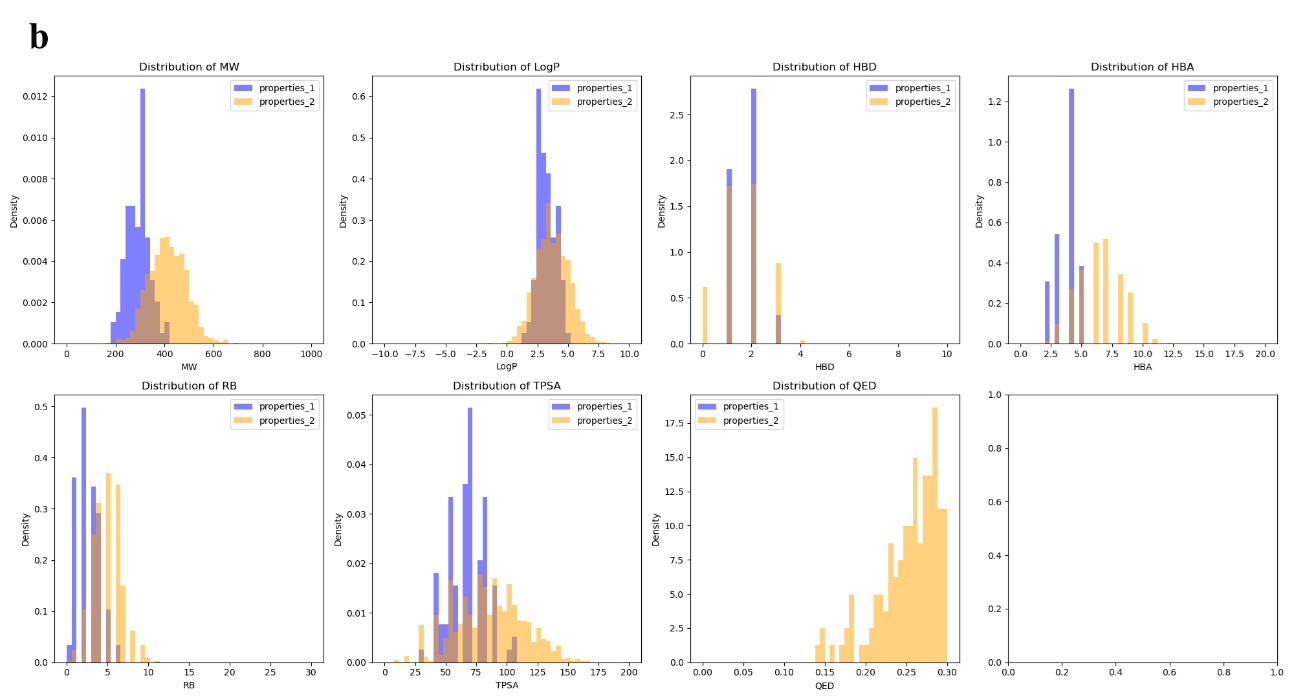 b
Distribution of MW
properties_1
properties_2
Density
0.012
0.010
0.008
0.006
0.004
0.002
0.000
0 200 400 600 800 1000
MW
Distribution of LogP
properties_1
properties_2
Density
0.6
0.5
0.4
0.3
0.2
0.1
0.0
−10.0 −7.5 −5.0 −2.5 0.0 2.5 5.0 7.5 10.0
LogP
Distribution of HBD
properties_1
properties_2
Density
2.5
2.0
1.5
1.0
0.5
0.0
0 2 4 6 8 10
HBD
Distribution of HBA
properties_1
properties_2
Density
1.2
1.0
0.8
0.6
0.4
0.2
0.0
0.0 2.5 5.0 7.5 10.0 12.5 15.0 17.5 20.0
HBA
Distribution of RB
properties_1
properties_2
Density
0.5
0.4
0.3
0.2
0.1
0.0
0 5 10 15 20 25 30
RB
Distribution of TPSA
properties_1
properties_2
Density
0.05
0.04
0.03
0.02
0.01
0.00
0 25 50 75 100 125 150 175 200
TPSA
Distribution of QED
properties_1
properties_2
Density
17.5
15.0
12.5
10.0
7.5
5.0
2.5
0.0
0.00 0.05 0.10 0.15 0.20 0.25 0.30
QED
1.0
0.8
0.6
0.4
0.2
0.0
0.0 0.2 0.4 0.6 0.8 1.0